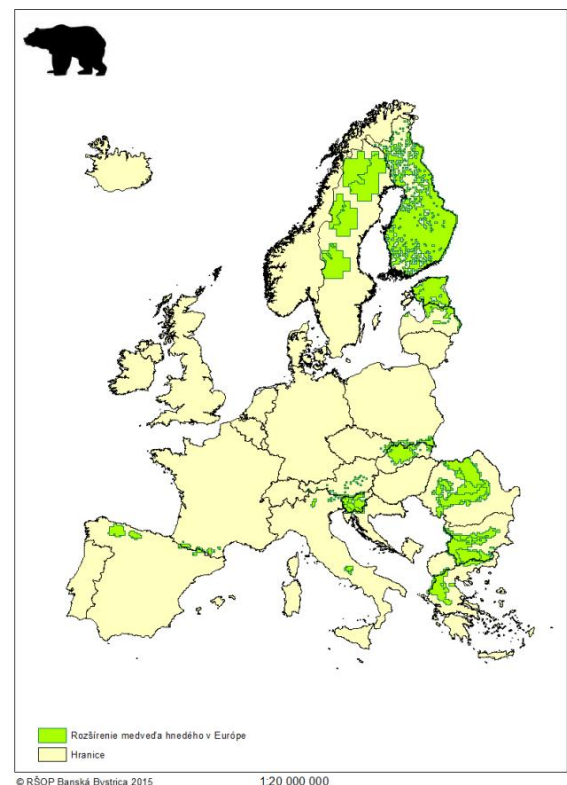 Rozšírenie medveďa hnedého v Európe
Hranice
© RŠOP Banská Bystrica 2015 1:20 000 000